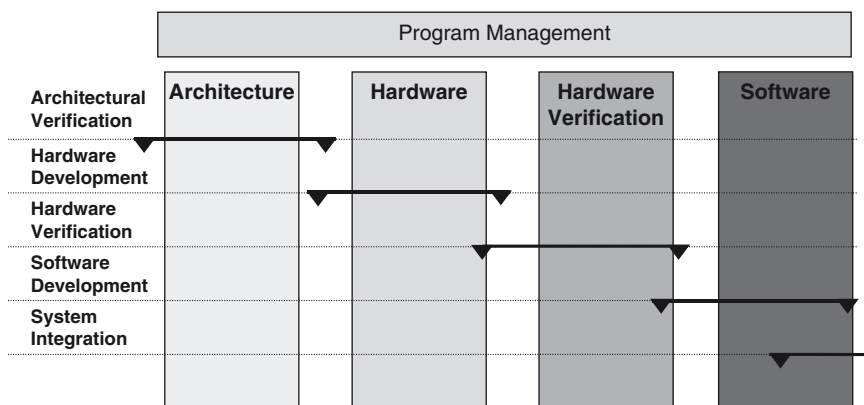 Program Management
Architecture
Hardware
Hardware
Verification
Software
Architectural
Verification
Hardware
Development
Hardware
Verification
Software
Development
System
Integration